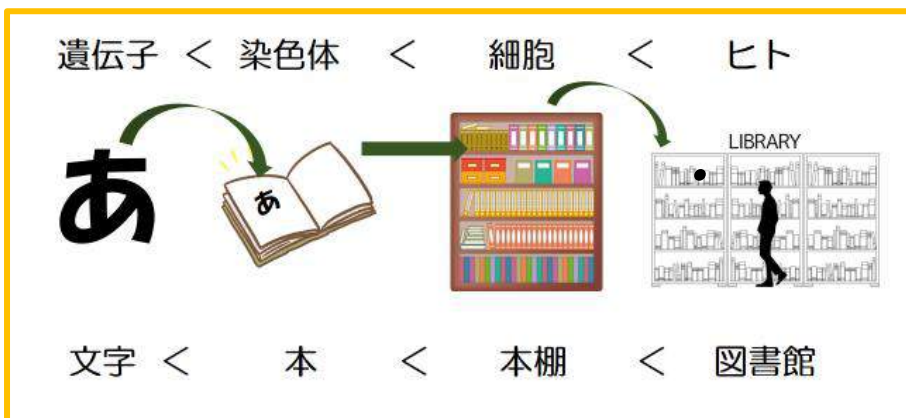 遺伝子 < 染色体 < 細胞 < ヒト
あ
あ
LIBRARY
文字 < 本 < 本棚 < 図書館